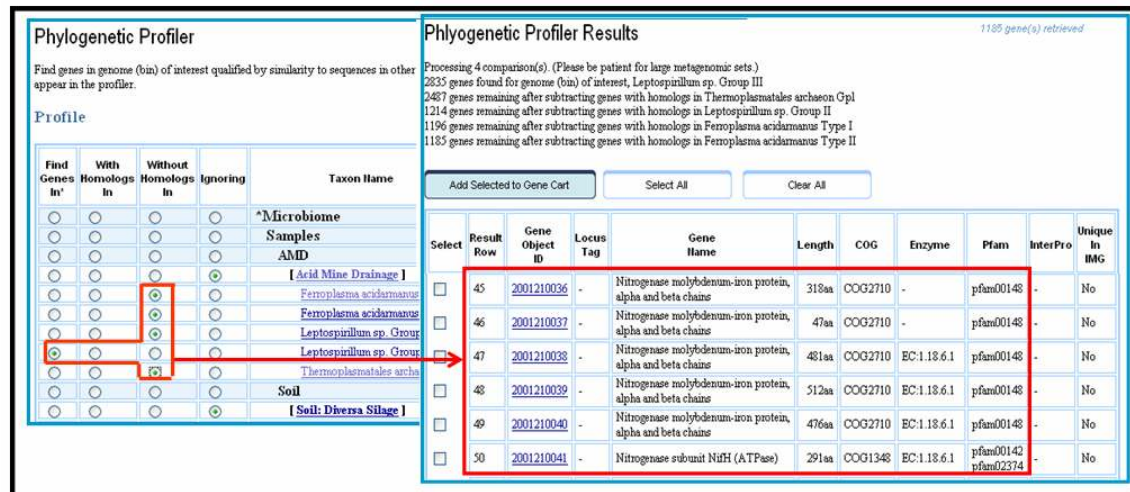 Phylogenetic Profiler
Find genes in genome (bin) of interest qualified by similarity to sequences in other
appear in the profiler.
Profile
Find Genes In* With Homologs In Without Homologs In Ignoring Taxon Name
*Microbiome
Samples
AMD
[ Acid Mine Drainage ]
Ferroplasma acidarmanus
Ferroplasma acidarmanus
Leptospirillum sp. Group
Leptospirillum sp. Group
Thermoplasmatales archa
Soil
[ Soil: Diversa Silage ]
Phlyogenetic Profiler Results
1185 gene(s) retrieved
Processing 4 comparison(s). (Please be patient for large metagenomic sets.)
2835 genes found for genome (bin) of interest, Leptospirillum sp. Group III
2487 genes remaining after subtracting genes with homologs in Thermoplasmatales archaeon Gpl
1214 genes remaining after subtracting genes with homologs in Leptospirillum sp. Group II
1196 genes remaining after subtracting genes with homologs in Ferroplasma acidarmanus Type I
1185 genes remaining after subtracting genes with homologs in Ferroplasma acidarmanus Type II
Add Selected to Gene Cart Select All Clear All
Select Result Row Gene Object ID Locus Tag Gene Name Length COG Enzyme Pfam InterPro Unique In IMG
45 2001210036 - Nitrogenase molybdenum-iron protein, alpha and beta chains 318aa COG2710 - pfam00148 - No
46 2001210037 - Nitrogenase molybdenum-iron protein, alpha and beta chains 47aa COG2710 - pfam00148 - No
47 2001210038 - Nitrogenase molybdenum-iron protein, alpha and beta chains 481aa COG2710 EC:1.18.6.1 pfam00148 - No
48 2001210039 - Nitrogenase molybdenum-iron protein, alpha and beta chains 512aa COG2710 EC:1.18.6.1 pfam00148 - No
49 2001210040 - Nitrogenase molybdenum-iron protein, alpha and beta chains 476aa COG2710 EC:1.18.6.1 pfam00148 - No
50 2001210041 - Nitrogenase subunit NifH (ATPase) 291aa COG1348 EC:1.18.6.1 pfam00142 pfam02374 - No